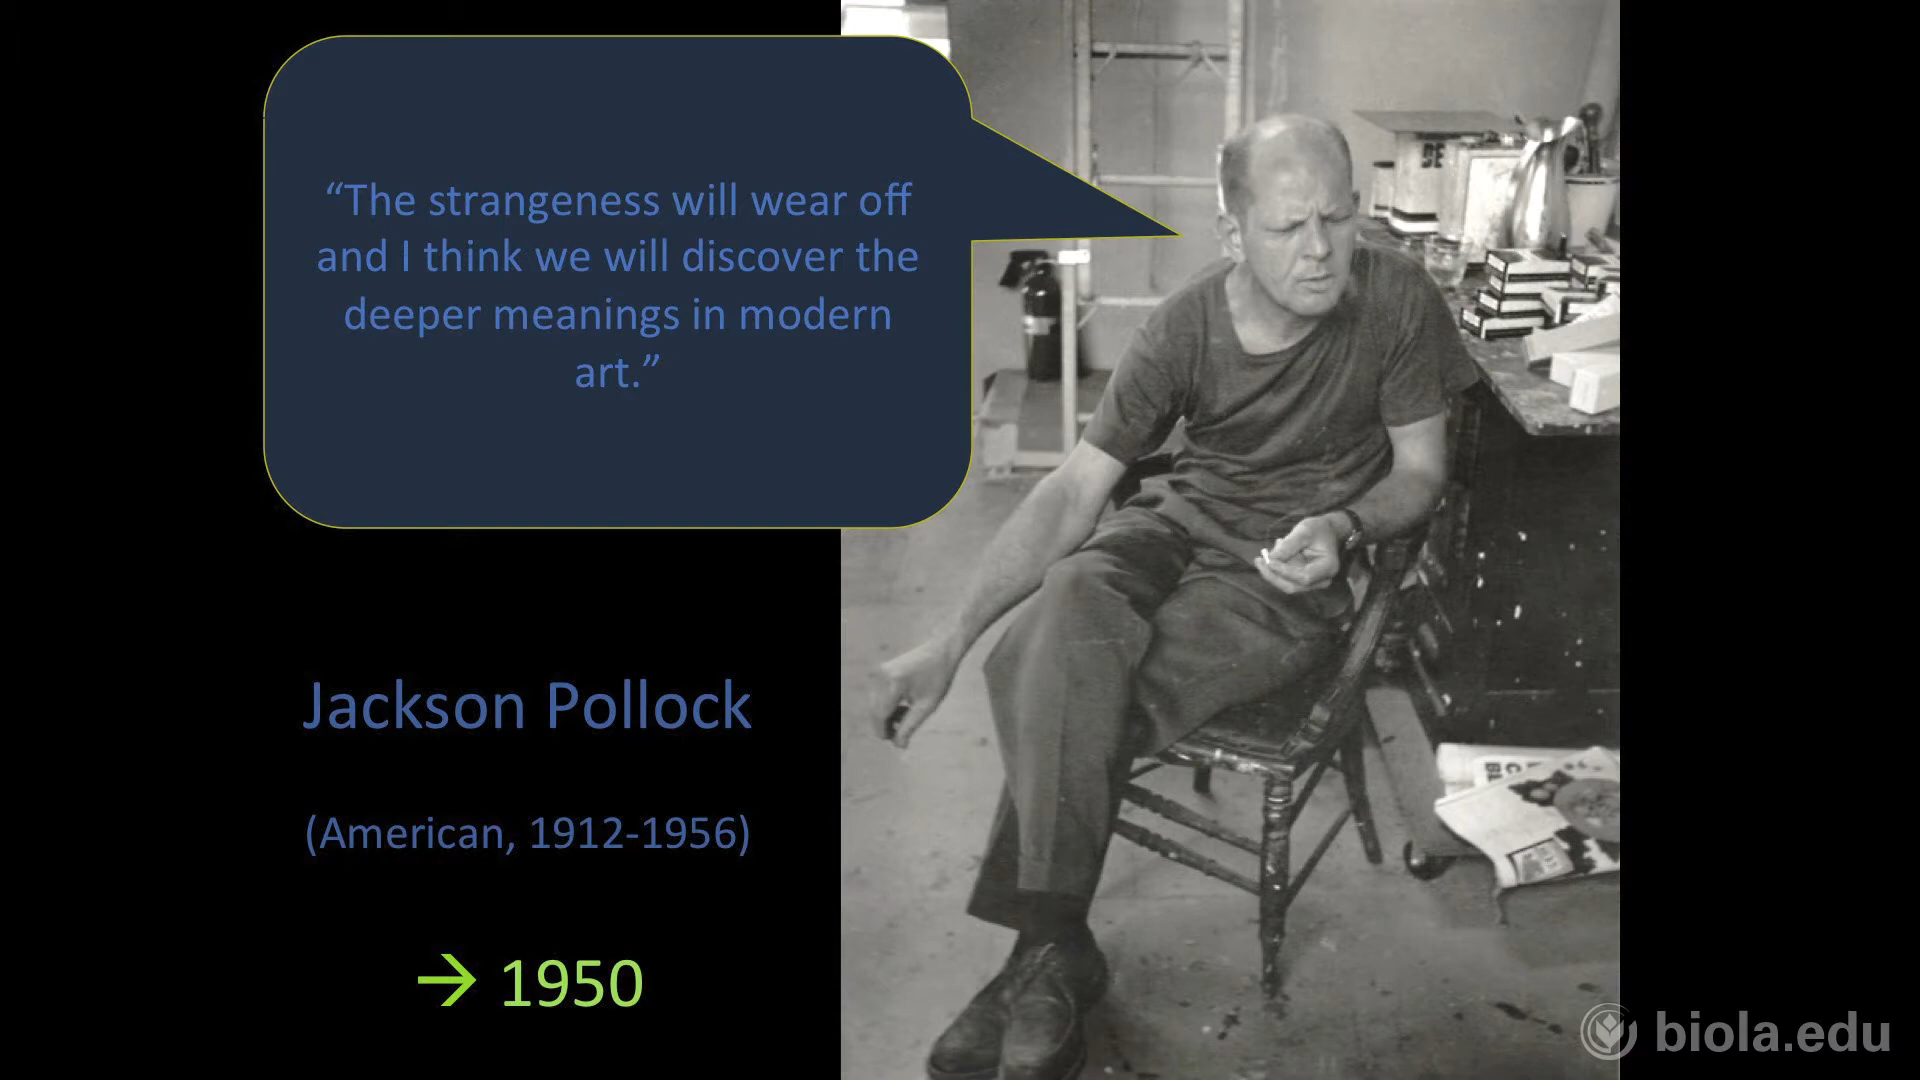 “The strangeness will wear off
and I think we will discover the
deeper meanings in modern
art.”
Jackson Pollock
(American, 1912-1956)
→ 1950
biola.edu